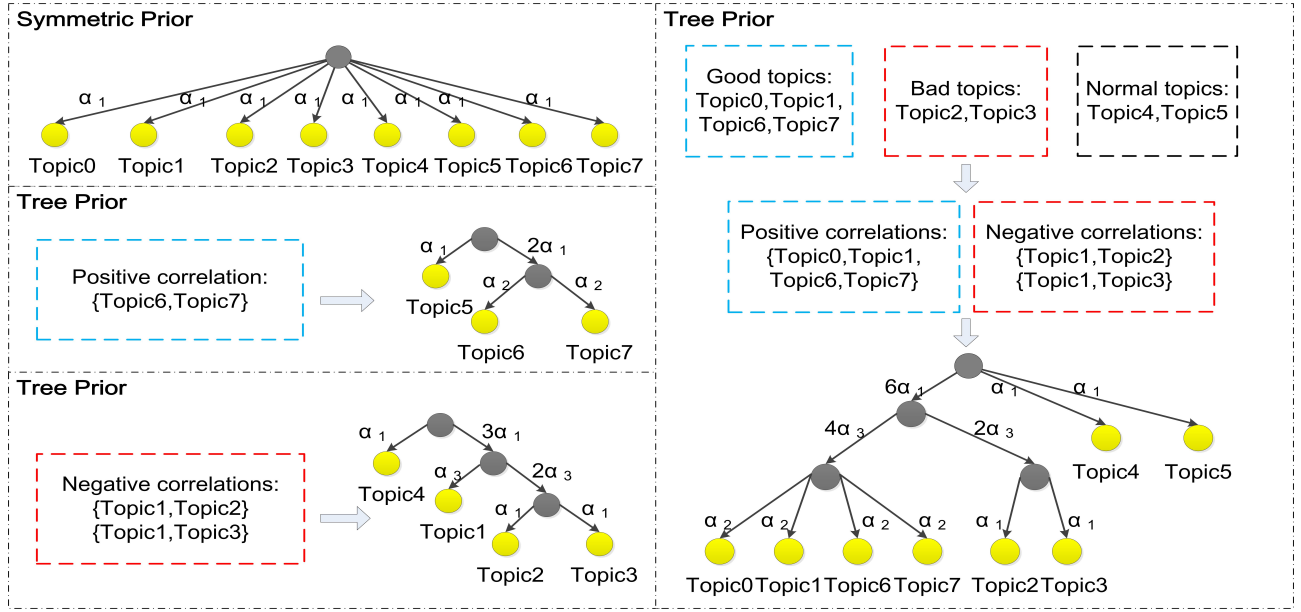 Symmetric Prior
α 1 α 1 α 1 α 1 α 1 α 1 α 1 α 1
Topic0 Topic1 Topic2 Topic3 Topic4 Topic5 Topic6 Topic7
Tree Prior
Positive correlation:
{Topic6,Topic7}
α 1 2α 1
Topic5
α 2 α 2
Topic6 Topic7
Tree Prior
Negative correlations:
{Topic1,Topic2}
{Topic1,Topic3}
α 1 3α 1
Topic4
α 3 2α 3
Topic1
α 1 α 1
Topic2 Topic3
Tree Prior
Good topics:
Topic0,Topic1,
Topic6,Topic7
Bad topics:
Topic2,Topic3
Normal topics:
Topic4,Topic5
Positive correlations:
{Topic0,Topic1,
Topic6,Topic7}
Negative correlations:
{Topic1,Topic2}
{Topic1,Topic3}
6α 1 α 1 α 1
4α 3 2α 3
Topic4 Topic5
α 2 α 2 α 2 α 2 α 1 α 1
Topic0 Topic1 Topic6 Topic7 Topic2 Topic3